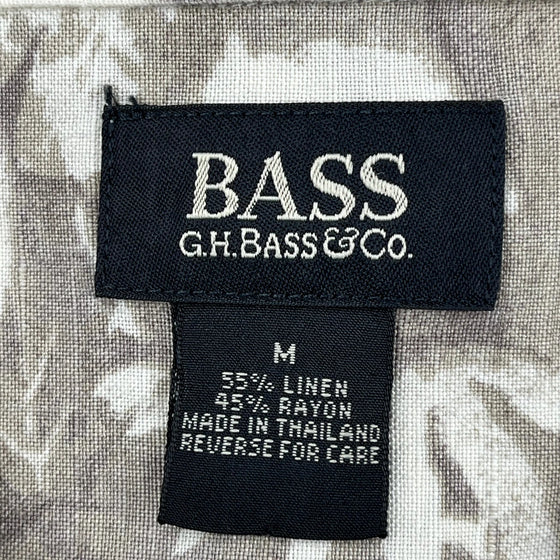 BASS
G.H.BASS&CO.
M
55% LINEN
45% RAYON
MADE IN THAILAND
REVERSE FOR CARE